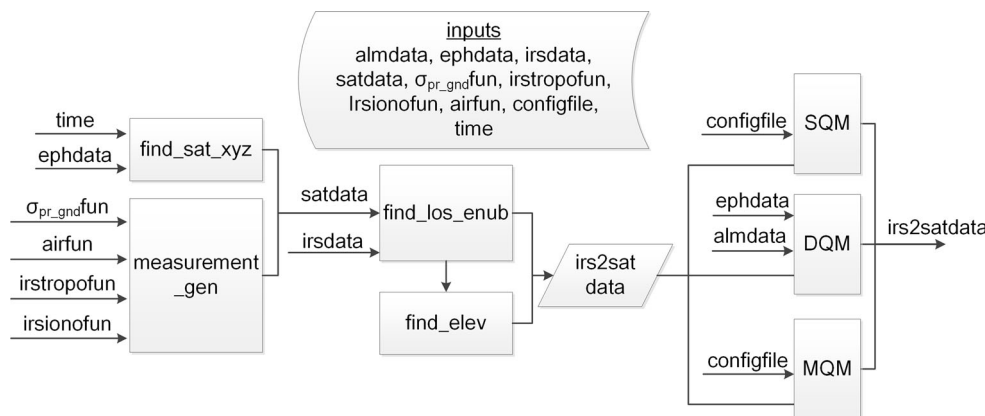 inputs
almdata, ephdata, irsdata,
satdata, σpr_gndfun, irstropofun,
Irsionofun, airfun, configfile,
time
time
ephdata
find_sat_xyz
σpr_gndfun
airfun
irstropofun
irsionofun
measurement
_gen
satdata
irsdata
find_los_enub
find_elev
irs2sat
data
configfile
SQM
ephdata
almdata
DQM
irs2satdata
configfile
MQM